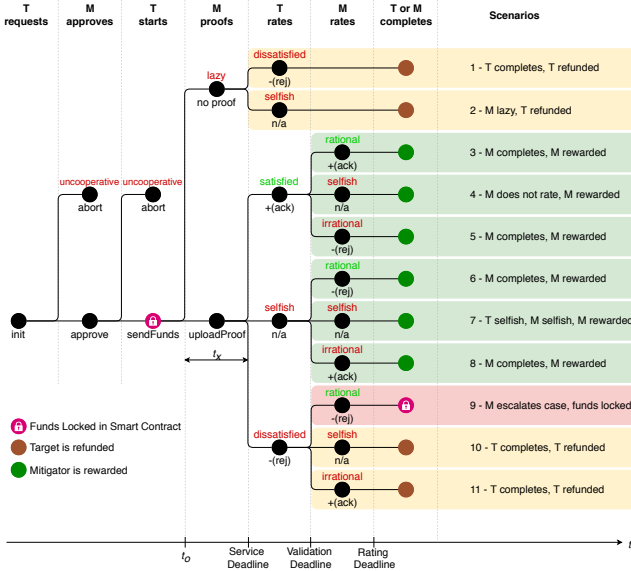 T requests
M approves
T starts
M proofs
T rates
M rates
T or M completes
Scenarios
lazy
no proof
dissatisfied
-(rej)
1 - T completes, T refunded
selfish
n/a
2 - M lazy, T refunded
rational
+(ack)
3 - M completes, M rewarded
uncooperative
abort
uncooperative
abort
satisfied
+(ack)
selfish
n/a
4 - M does not rate, M rewarded
irrational
-(rej)
5 - M completes, M rewarded
rational
-(rej)
6 - M completes, M rewarded
init
approve
sendFunds
uploadProof
selfish
n/a
selfish
n/a
7 - T selfish, M selfish, M rewarded
tx
irrational
+(ack)
8 - M completes, M rewarded
rational
-(rej)
9 - M escalates case, funds locked
Funds Locked in Smart Contract
Target is refunded
Mitigator is rewarded
dissatisfied
-(rej)
selfish
n/a
10 - T completes, T refunded
irrational
+(ack)
11 - T completes, T refunded
t
to
Service Deadline
Validation Deadline
Rating Deadline